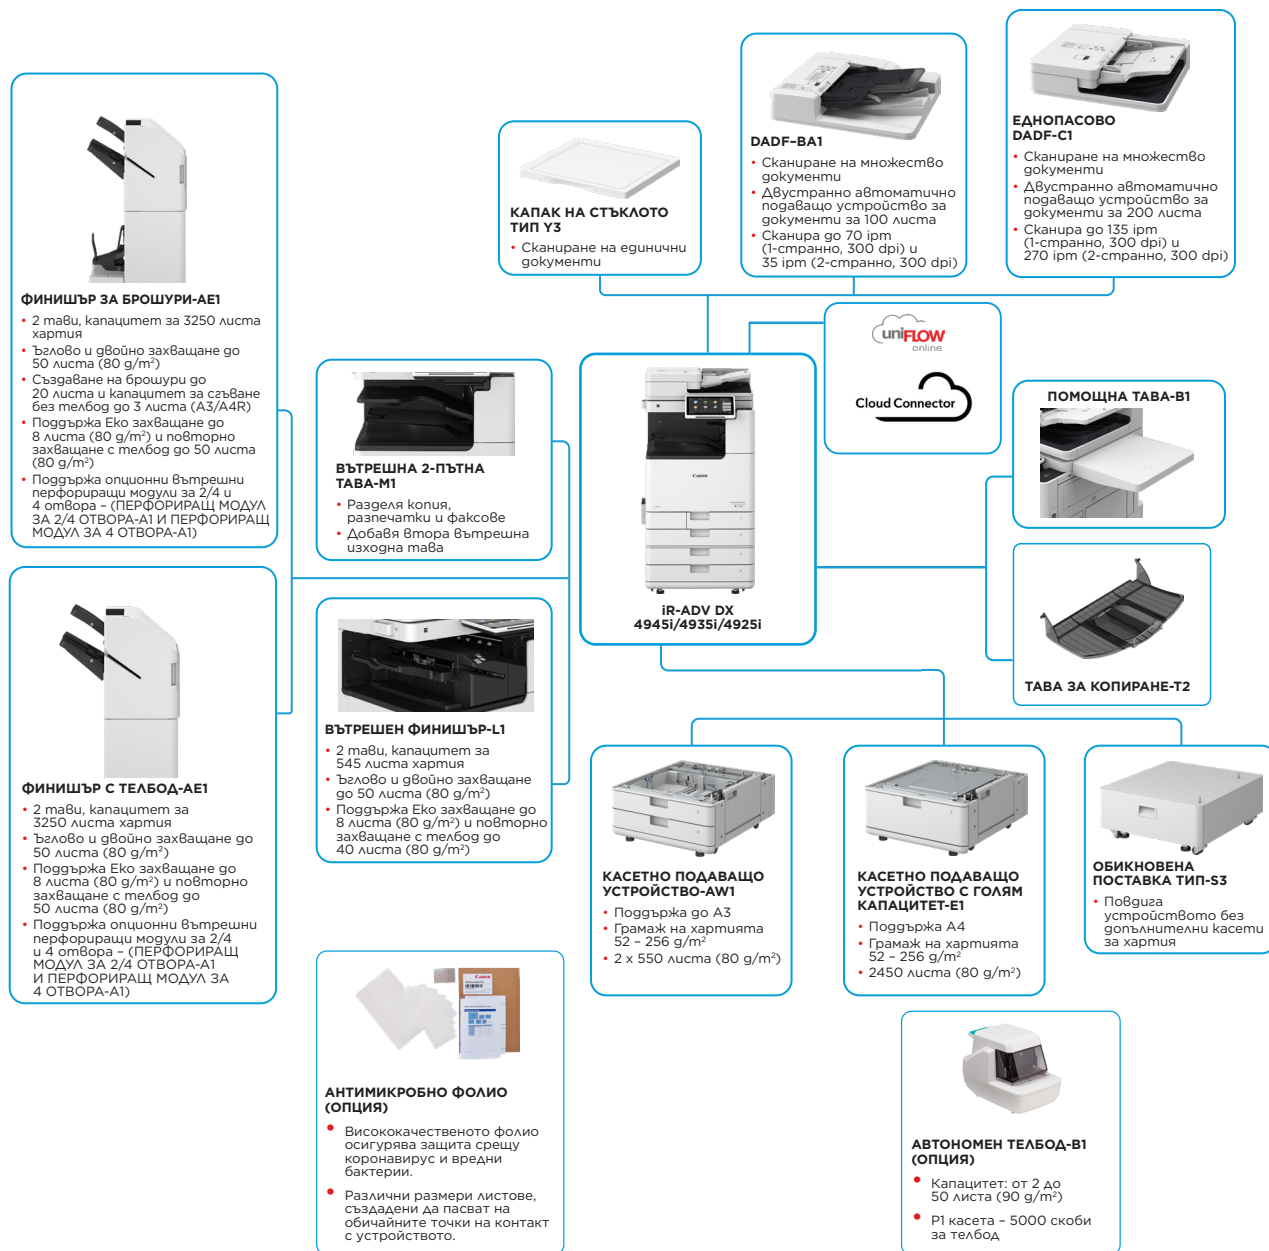 ФИНИШЪР ЗА БРОШУРИ-AE1
• 2 тави, капацитет за 3250 листа
хартия
• Ъглово и двойно захващане до
50 листа (80 g/m²)
• Създаване на брошури до
20 листа и капацитет за сгъване
без телбод до 3 листа (A3/A4R)
• Поддържа Еко захващане до
8 листа (80 g/m²) и повторно
захващане с телбод до 50 листа
(80 g/m²)
• Поддържа опционни вътрешни
перфориращи модули за 2/4 и
4 отвора – (ПЕРФОРИРАЩ МОДУЛ
ЗА 2/4 ОТВОРА-A1 И ПЕРФОРИРАЩ
МОДУЛ ЗА 4 ОТВОРА-A1)
ФИНИШЪР С ТЕЛБОД-AE1
• 2 тави, капацитет за
3250 листа хартия
• Ъглово и двойно захващане до
50 листа (80 g/m²)
• Поддържа Еко захващане до
8 листа (80 g/m²) и повторно
захващане с телбод до
50 листа (80 g/m²)
• Поддържа опционни вътрешни
перфориращи модули за 2/4
и 4 отвора – (ПЕРФОРИРАЩ
МОДУЛ ЗА 2/4 ОТВОРА-A1
И ПЕРФОРИРАЩ МОДУЛ ЗА
4 ОТВОРА-A1)
ВЪТРЕШНА 2-ПЪТНА
ТАВА-M1
• Разделя копия,
разпечатки и факсове
• Добавя втора вътрешна
изходна тава
ВЪТРЕШЕН ФИНИШЪР-L1
• 2 тави, капацитет за
545 листа хартия
• Ъглово и двойно захващане
до 50 листа (80 g/m²)
• Поддържа Еко захващане до
8 листа (80 g/m²) и повторно
захващане с телбод до
40 листа (80 g/m²)
КАПАК НА СТЪКЛОТО
ТИП Y3
• Сканиране на единични
документи
DADF-BA1
• Сканиране на множество
документи
• Двустранно автоматично
подаващо устройство за
документи за 100 листа
• Сканира до 70 ipm
(1-странно, 300 dpi) и
35 ipm (2-странно, 300 dpi)
ЕДНОПАСОВО
DADF-C1
• Сканиране на множество
документи
• Двустранно автоматично
подаващо устройство за
документи за 200 листа
• Сканира до 135 ipm
(1-странно, 300 dpi) и
270 ipm (2-странно, 300 dpi)
uniFLOW
online
Cloud Connector
Canon
iR-ADV DX
4945i/4935i/4925i
ПОМОЩНА ТАВА-B1
ТАВА ЗА КОПИРАНЕ-T2
КАСЕТНО ПОДАВАЩО
УСТРОЙСТВО-AW1
• Поддържа до A3
• Грамаж на хартията
52 – 256 g/m²
• 2 x 550 листа (80 g/m²)
КАСЕТНО ПОДАВАЩО
УСТРОЙСТВО С ГОЛЯМ
КАПАЦИТЕТ-E1
• Поддържа A4
• Грамаж на хартията
52 – 256 g/m²
• 2450 листа (80 g/m²)
ОБИКНОВЕНА
ПОСТАВКА ТИП-S3
• Повдига
устройството без
допълнителни касети
за хартия
Canon
АНТИМИКРОБНО ФОЛИО
(ОПЦИЯ)
• Висококачественото фолио
осигурява защита срещу
коронавирус и вредни
бактерии.
• Различни размери листове,
създадени да пасват на
обичайните точки на контакт
с устройството.
АВТОНОМЕН ТЕЛБОД-B1
(ОПЦИЯ)
• Капацитет: от 2 до
50 листа (90 g/m²)
• P1 касета – 5000 скоби
за телбод